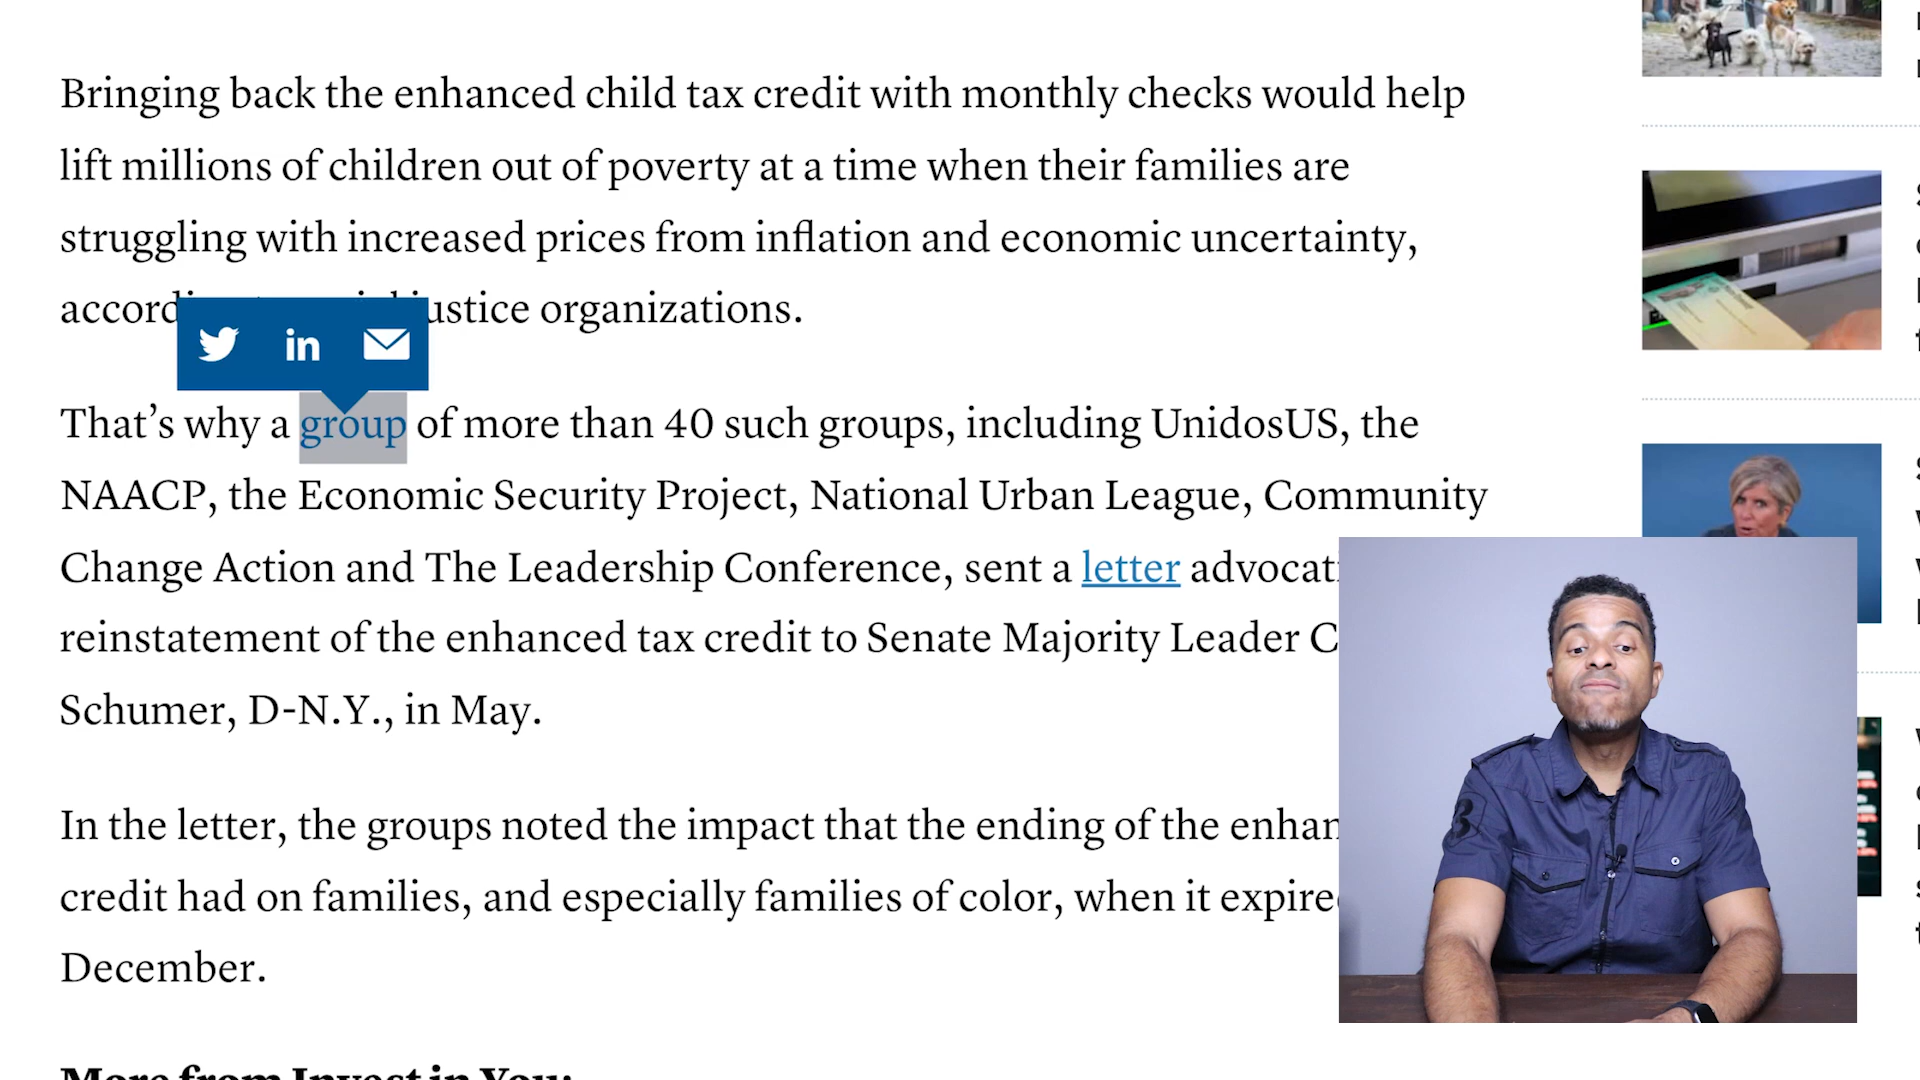 Bringing back the enhanced child tax credit with monthly checks would help
lift millions of children out of poverty at a time when their families are
struggling with increased prices from inflation and economic uncertainty,
justice organizations.
in
That’s why a group of more than 40 such groups, including UnidosUS, the
NAACP, the Economic Security Project, National Urban League, Community
Change Action and The Leadership Conference, sent a letter advocati
reinstatement of the enhanced tax credit to Senate Majority Leader C
Schumer, D-N.Y., in May.
In the letter, the groups noted the impact that the ending of the enhan
credit had on families, and especially families of color, when it expire
December.
More from Invest in You: